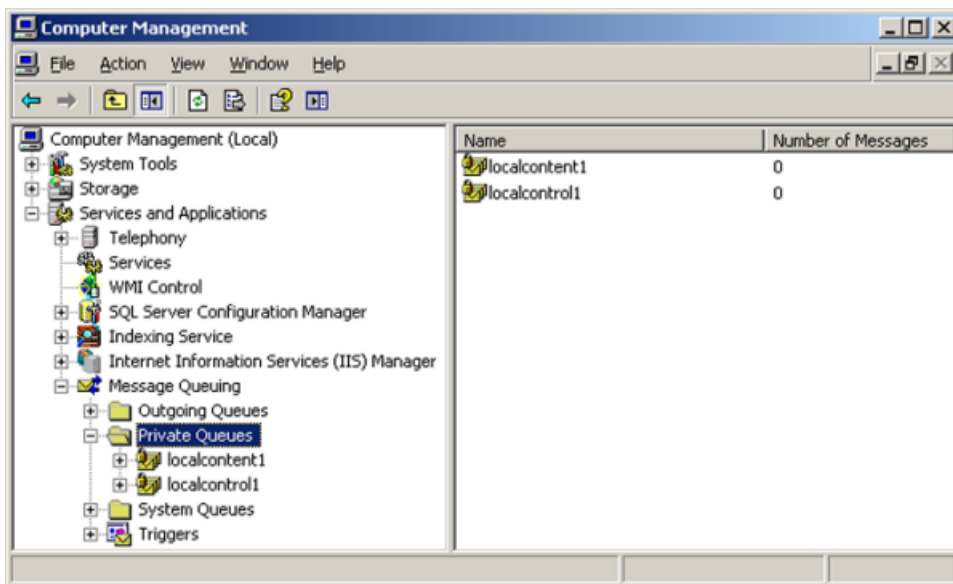 Computer Management
File Action View Window Help
Computer Management (Local)
System Tools
Storage
Services and Applications
Telephony
Services
WMI Control
SQL Server Configuration Manager
Indexing Service
Internet Information Services (IIS) Manager
Message Queuing
Outgoing Queues
Private Queues
localcontent1
localcontrol1
System Queues
Triggers
Name Number of Messages
localcontent1 0
localcontrol1 0